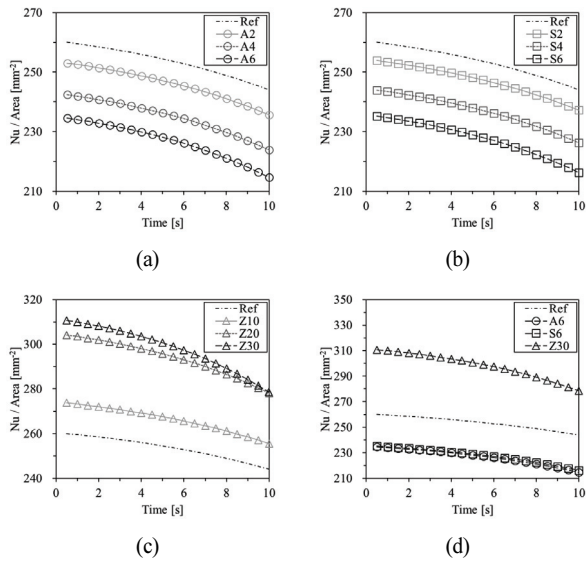 270
250
230
210
Nu / Area [mm-2]
Ref
A2
A4
A6
0 2 4 6 8 10
Time [s]
(a)
270
250
230
210
Nu / Area [mm-2]
Ref
S2
S4
S6
0 2 4 6 8 10
Time [s]
(b)
320
300
280
260
240
Nu / Area [mm-2]
Ref
Z10
Z20
Z30
0 2 4 6 8 10
Time [s]
(c)
350
330
310
290
270
250
230
210
Nu / Area [mm-2]
Ref
A6
S6
Z30
0 2 4 6 8 10
Time [s]
(d)